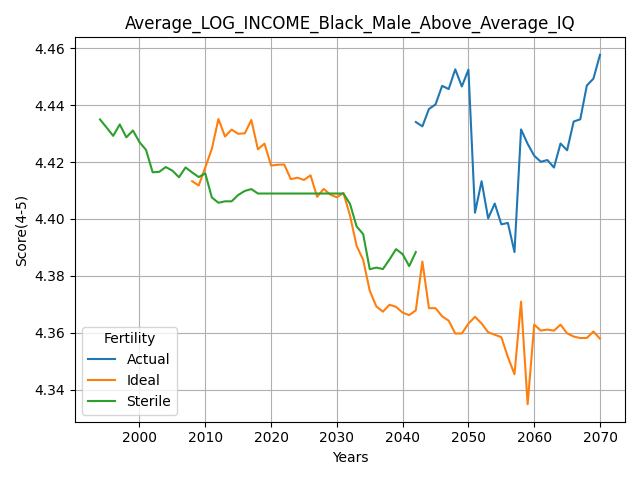 Average_LOG_INCOME_Black_Male_Above_Average_IQ
Score(4-5)
4.46
4.44
4.42
4.40
4.38
4.36
4.34
Fertility
Actual
Ideal
Sterile
2000 2010 2020 2030 2040 2050 2060 2070
Years